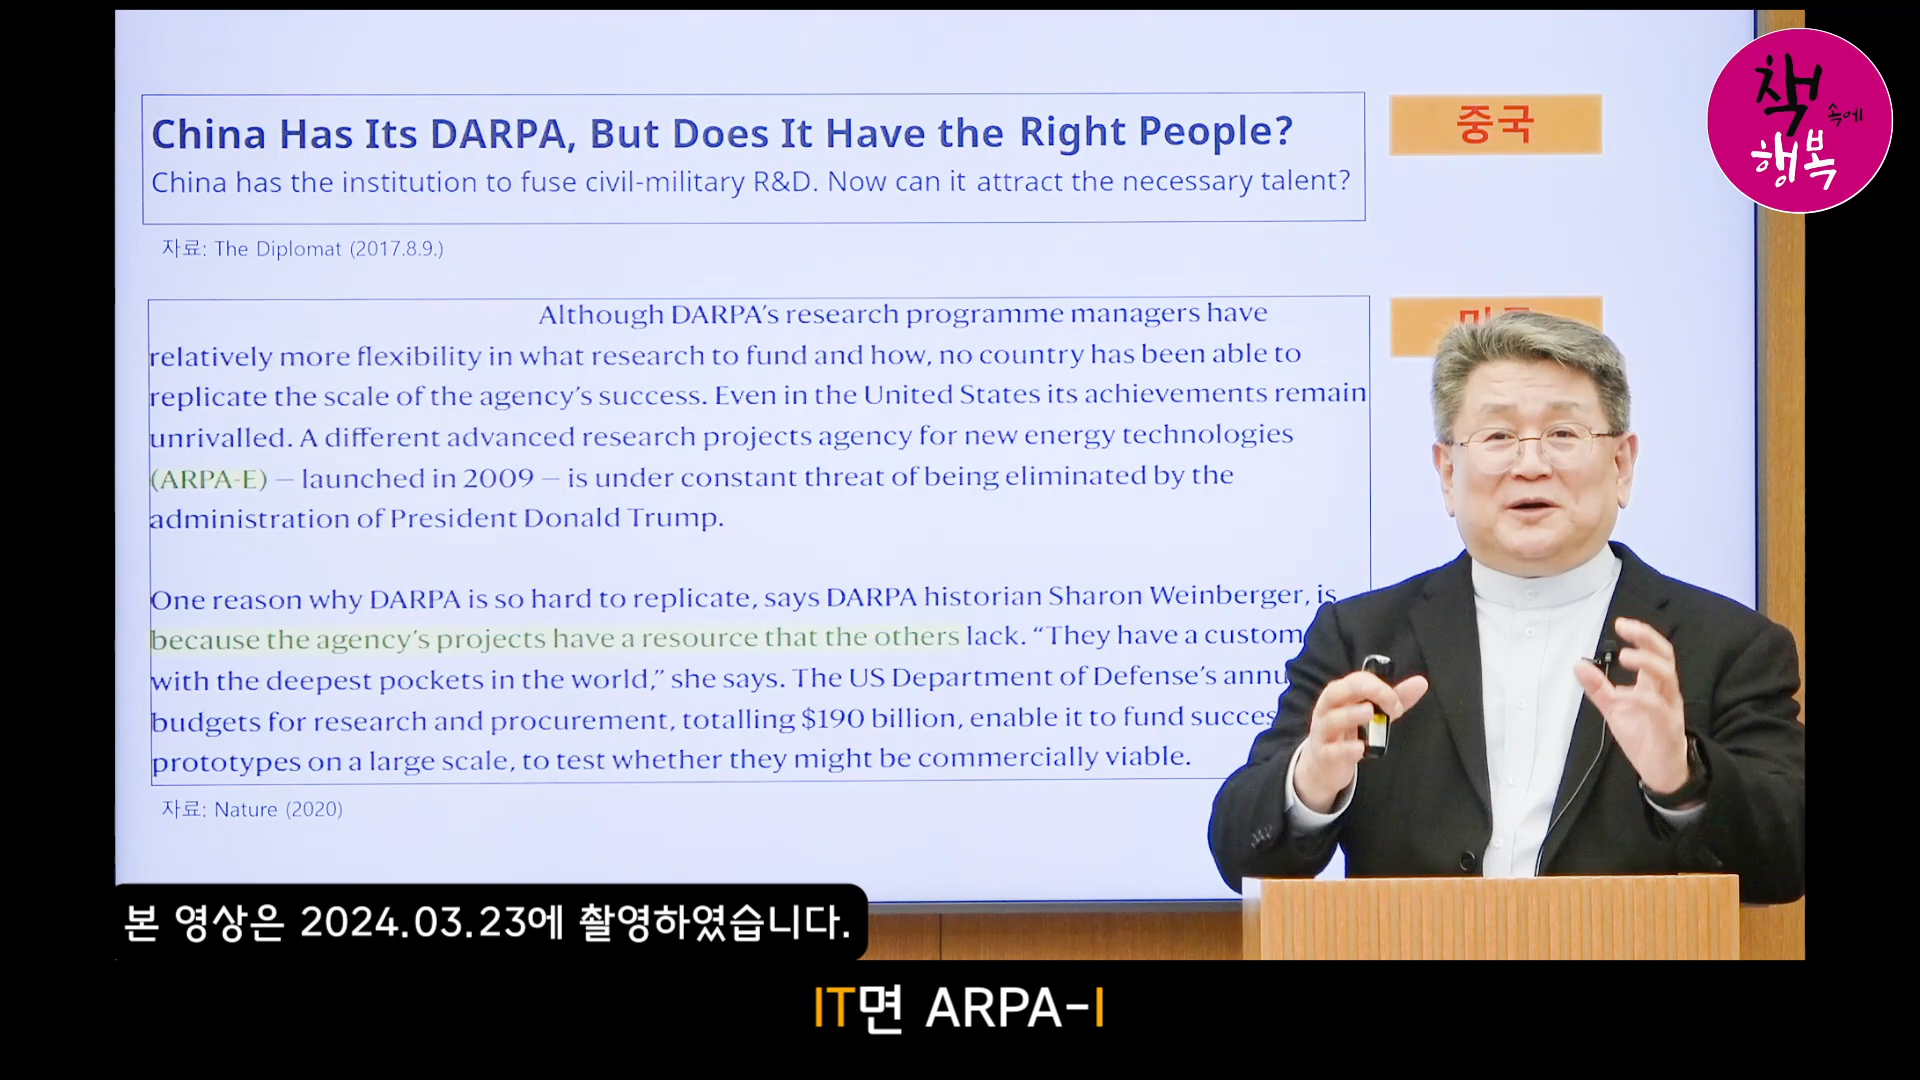 China Has Its DARPA, But Does It Have the Right People?
China has the institution to fuse civil-military R&D. Now can it attract the necessary talent?
중국
책
속에
행복
자료: The Diplomat (2017.8.9.)
Although DARPA's research programme managers have
relatively more flexibility in what research to fund and how, no country has been able to
replicate the scale of the agency's success. Even in the United States its achievements remain
unrivalled. A different advanced research projects agency for new energy technologies
(ARPA-E) — launched in 2009 — is under constant threat of being eliminated by the
administration of President Donald Trump.
One reason why DARPA is so hard to replicate, says DARPA historian Sharon Weinberger, is
because the agency's projects have a resource that the others lack. “They have a custom
with the deepest pockets in the world,” she says. The US Department of Defense's annu
budgets for research and procurement, totalling $190 billion, enable it to fund succes
prototypes on a large scale, to test whether they might be commercially viable.
자료: Nature (2020)
본 영상은 2024.03.23에 촬영하였습니다.
IT면 ARPA-I